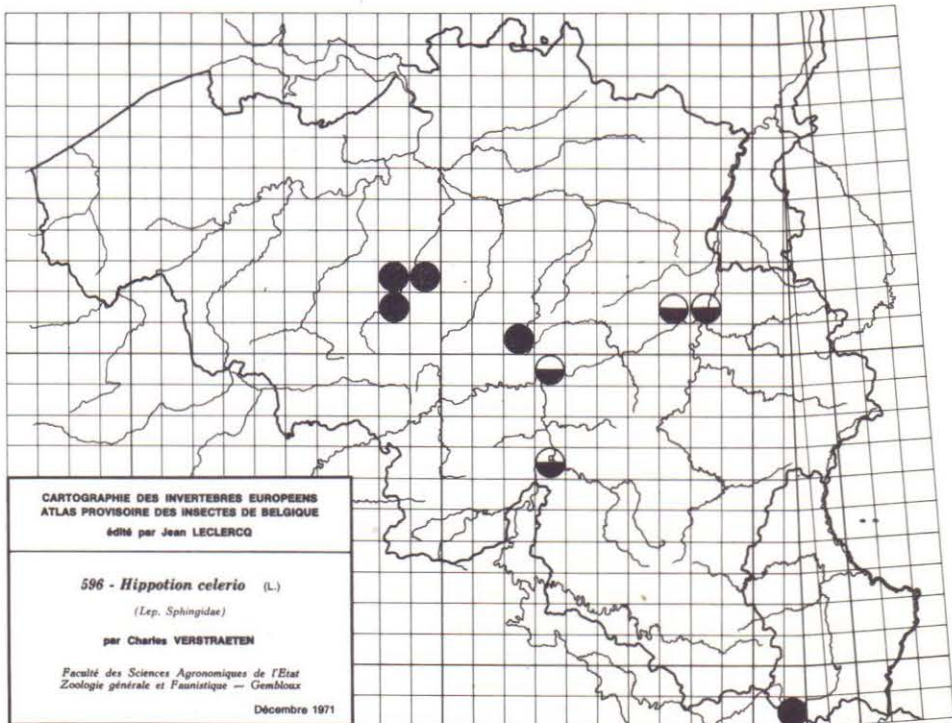 CARTOGRAPHIE DES INVERTEBRES EUROPEENS
ATLAS PROVISOIRE DES INSECTES DE BELGIQUE
édité par Jean LECLERCQ
596 - Hippotion celerio (L.)
(Lep. Sphingidae)
par Charles VERSTRAETEN
Faculté des Sciences Agronomiques de l'Etat
Zoologie générale et Faunistique — Gembloux
Décembre 1971